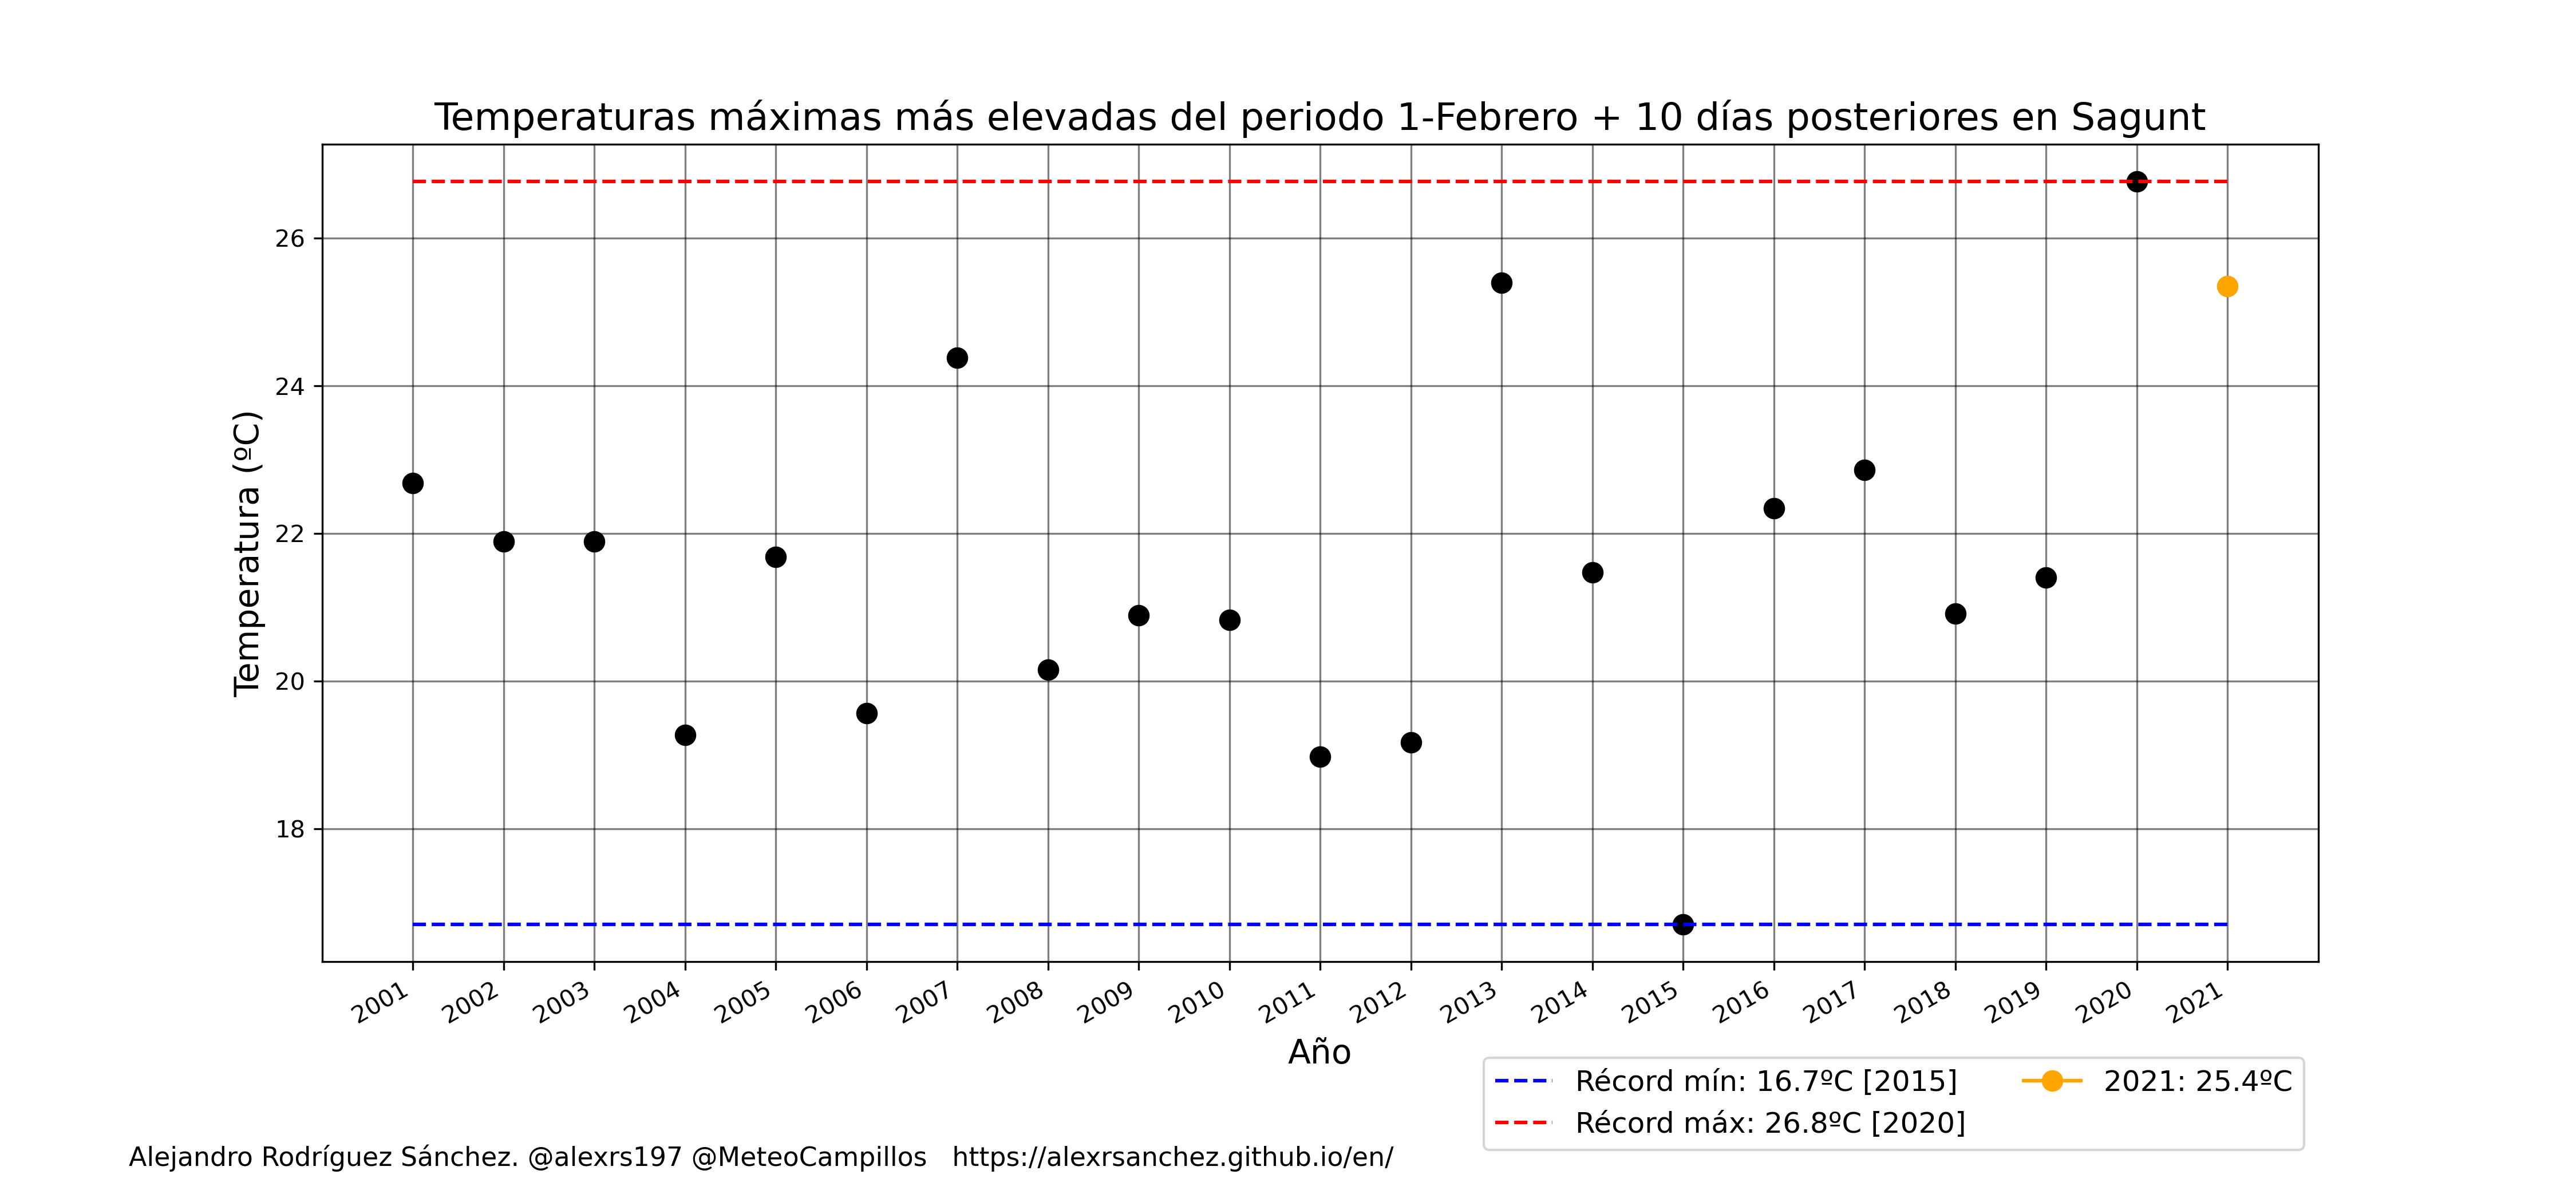 Temperaturas máximas más elevadas del periodo 1-Febrero + 10 días posteriores en Sagunt
Temperatura (ºC)
26
24
22
20
18
2001 2002 2003 2004 2005 2006 2007 2008 2009 2010 2011 2012 2013 2014 2015 2016 2017 2018 2019 2020 2021
Año
Récord mín: 16.7ºC [2015]
Récord máx: 26.8ºC [2020]
2021: 25.4ºC
Alejandro Rodríguez Sánchez. @alexrs197 @MeteoCampillos https://alexrsanchez.github.io/en/